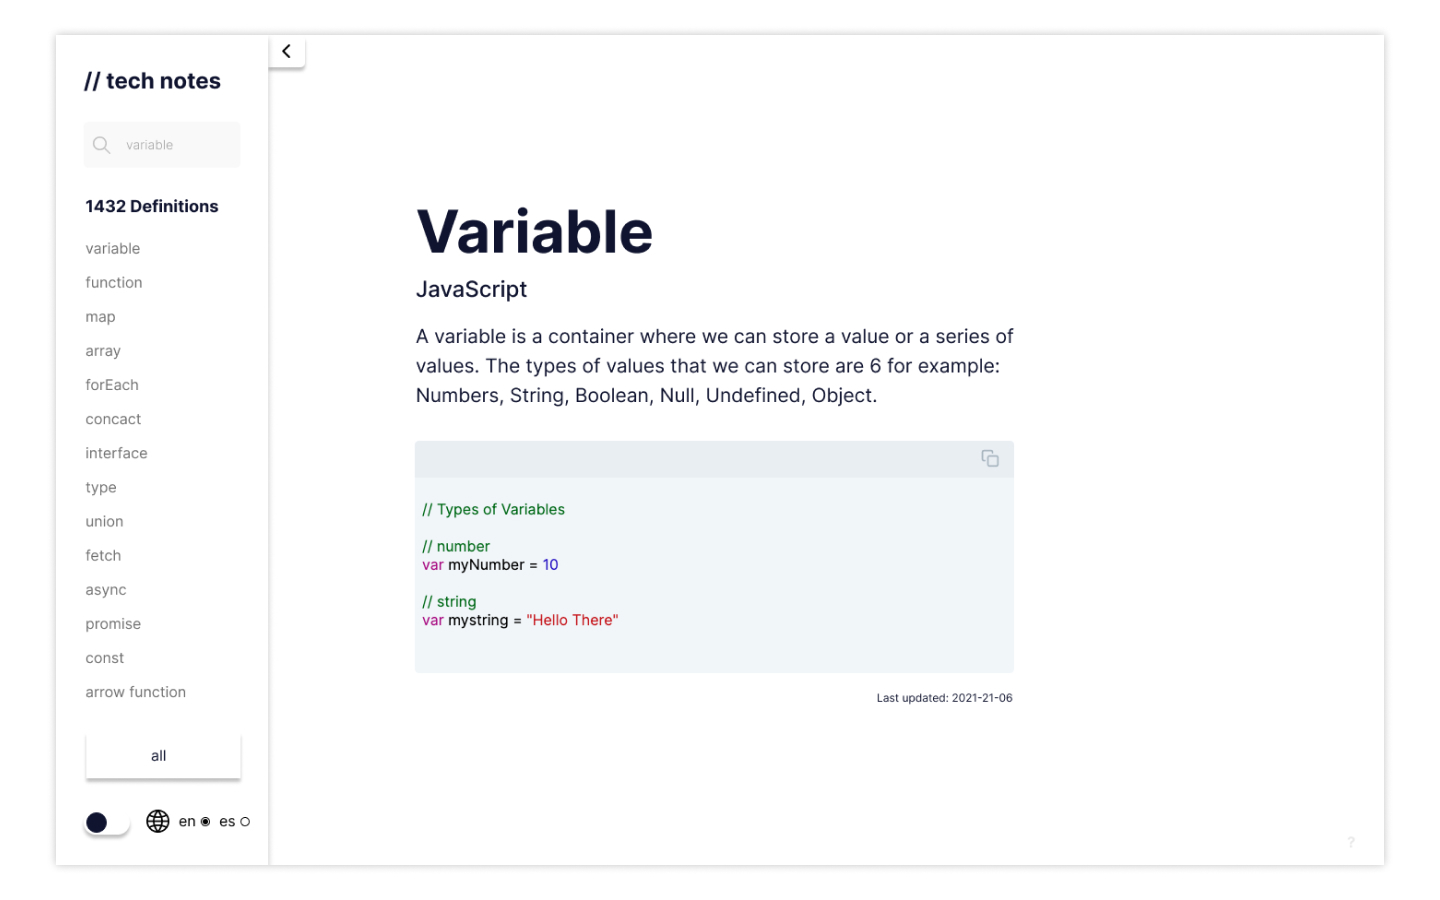 // tech notes
variable
1432 Definitions
variable
function
map
array
forEach
concact
interface
type
union
fetch
async
promise
const
arrow function
all
en es
Variable
JavaScript
A variable is a container where we can store a value or a series of
values. The types of values that we can store are 6 for example:
Numbers, String, Boolean, Null, Undefined, Object.
// Types of Variables
// number
var myNumber = 10
// string
var mystring = "Hello There"
Last updated: 2021-21-06
?